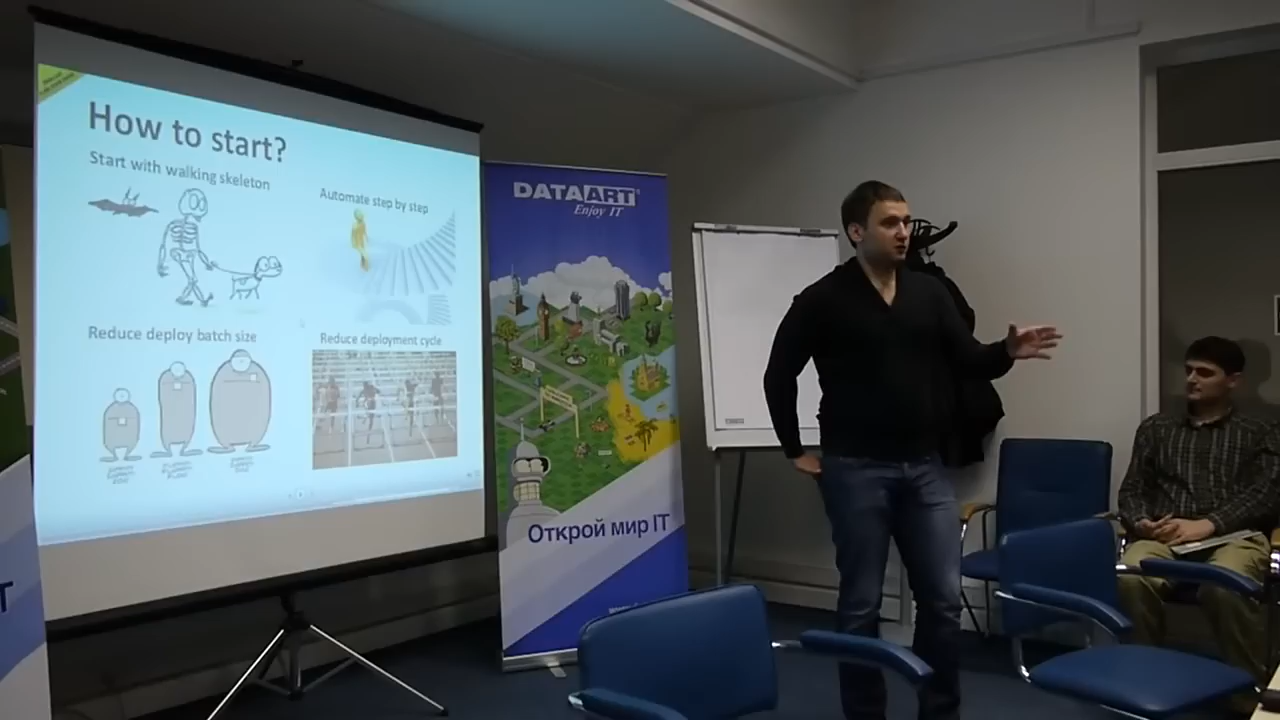 How to start?
Start with walking skeleton
Automate step by step
Reduce deploy batch size
Reduce deployment cycle
DATAART
Enjoy IT
Открой мир IT